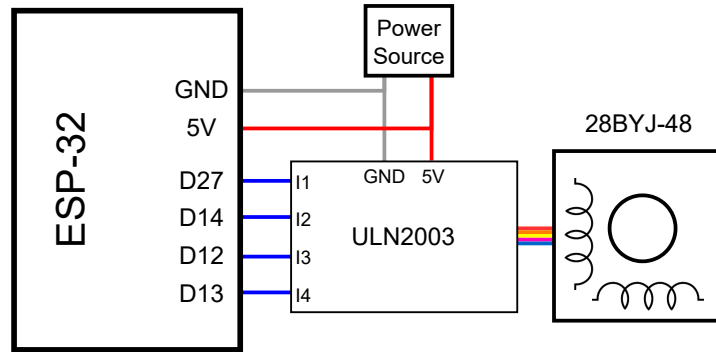 Power
Source
GND
5V
28BYJ-48
ESP-32
GND
5V
D27
I1
D14
I2
ULN2003
D12
I3
D13
I4